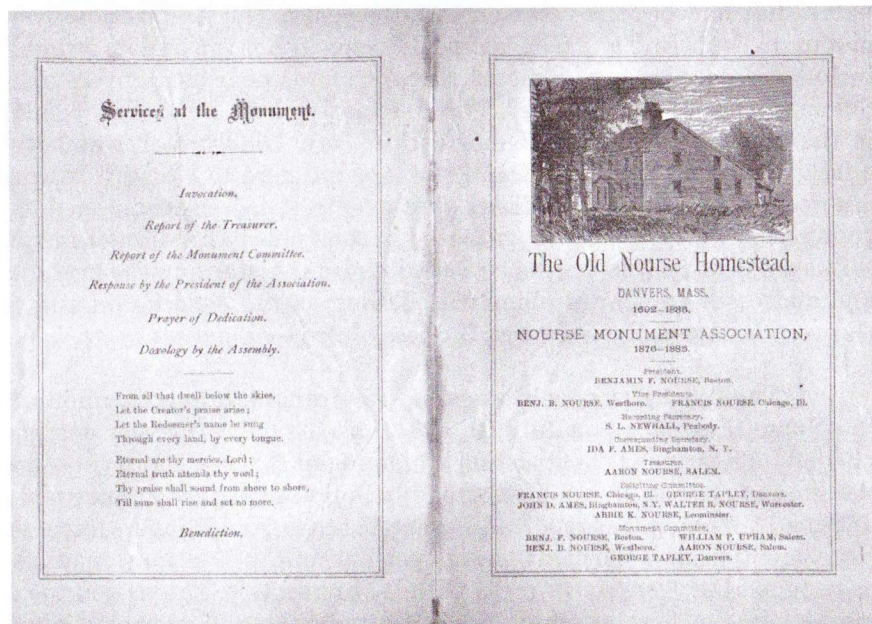 Services at the Monument.
Invocation.
Report of the Treasurer.
Report of the Monument Committee.
Response by the President of the Association.
Prayer of Dedication.
Doxology by the Assembly.
From all that dwell below the skies,
Let the Creator's praise arise;
Let the Redeemer's name be sung
Through every land, by every tongue.
Eternal are thy mercies, Lord;
Eternal truth attends thy word;
Thy praise shall sound from shore to shore,
Till suns shall rise and set no more.
Benediction.
The Old Nourse Homestead.
DANVERS, MASS.
NOURSE MONUMENT ASSOCIATION,
1876–1885.
President.
BENJAMIN F. NOURSE, Boston.
Vice Presidents.
BENJ. B. NOURSE, Westboro. FRANCIS NOURSE, Chicago, Ill.
Recording Secretary.
S. L. NEWHALL, Peabody.
Corresponding Secretary.
IDA F. AMES, Binghamton, N. Y.
Treasurer.
AARON NOURSE, SALEM.
Soliciting Committee.
FRANCIS NOURSE, Chicago, Ill. GEORGE TAPLEY, Danvers.
JOHN D. AMES, Binghamton, N.Y. WALTER B. NOURSE, Worcester.
ABBIE K. NOURSE, Leominster.
Monument Committee.
BENJ. F. NOURSE, Boston. WILLIAM P. UPHAM, Salem.
BENJ. B. NOURSE, Westboro. AARON NOURSE, Salem.
GEORGE TAPLEY, Danvers.